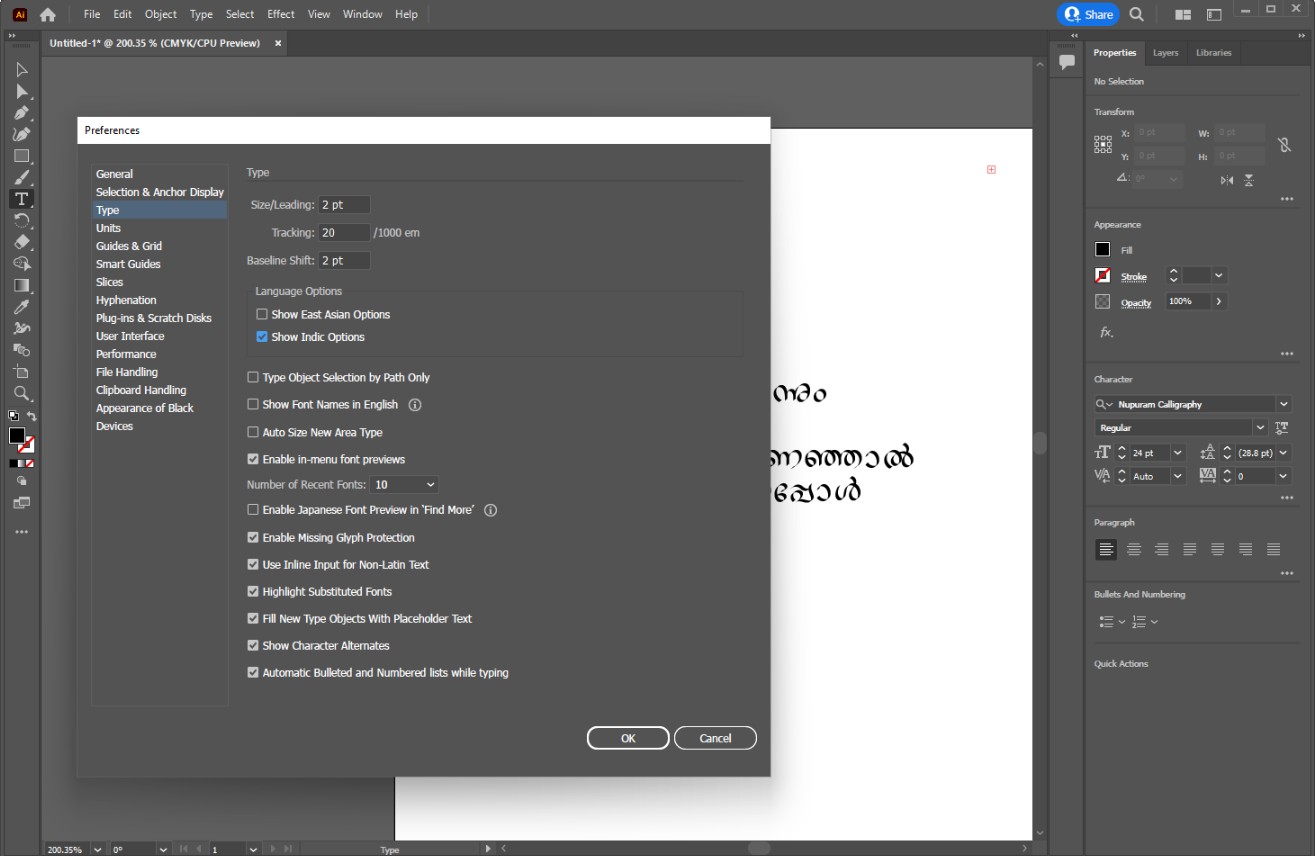 Ai
File Edit Object Type Select Effect View Window Help
Share
Untitled-1* @ 200.35 % (CMYK/CPU Preview) ×
Preferences
General
Selection & Anchor Display
Type
Units
Guides & Grid
Smart Guides
Slices
Hyphenation
Plug-ins & Scratch Disks
User Interface
Performance
File Handling
Clipboard Handling
Appearance of Black
Devices
Type
Size/Leading: 2 pt
Tracking: 20 /1000 em
Baseline Shift: 2 pt
Language Options
Show East Asian Options
Show Indic Options
Type Object Selection by Path Only
Show Font Names in English
Auto Size New Area Type
Enable in-menu font previews
Number of Recent Fonts: 10
Enable Japanese Font Preview in 'Find More'
Enable Missing Glyph Protection
Use Inline Input for Non-Latin Text
Highlight Substituted Fonts
Fill New Type Objects With Placeholder Text
Show Character Alternates
Automatic Bulleted and Numbered lists while typing
OK Cancel
Properties Layers Libraries
No Selection
Transform
X: 0 pt W: 0 pt
Y: 0 pt H: 0 pt
0°
Appearance
Fill
Stroke
Opacity 100%
fx.
Character
Nupuram Calligraphy
Regular
24 pt (28.8 pt)
Auto 0
Paragraph
Bullets And Numbering
Quick Actions
200.35% 0° 1 Type